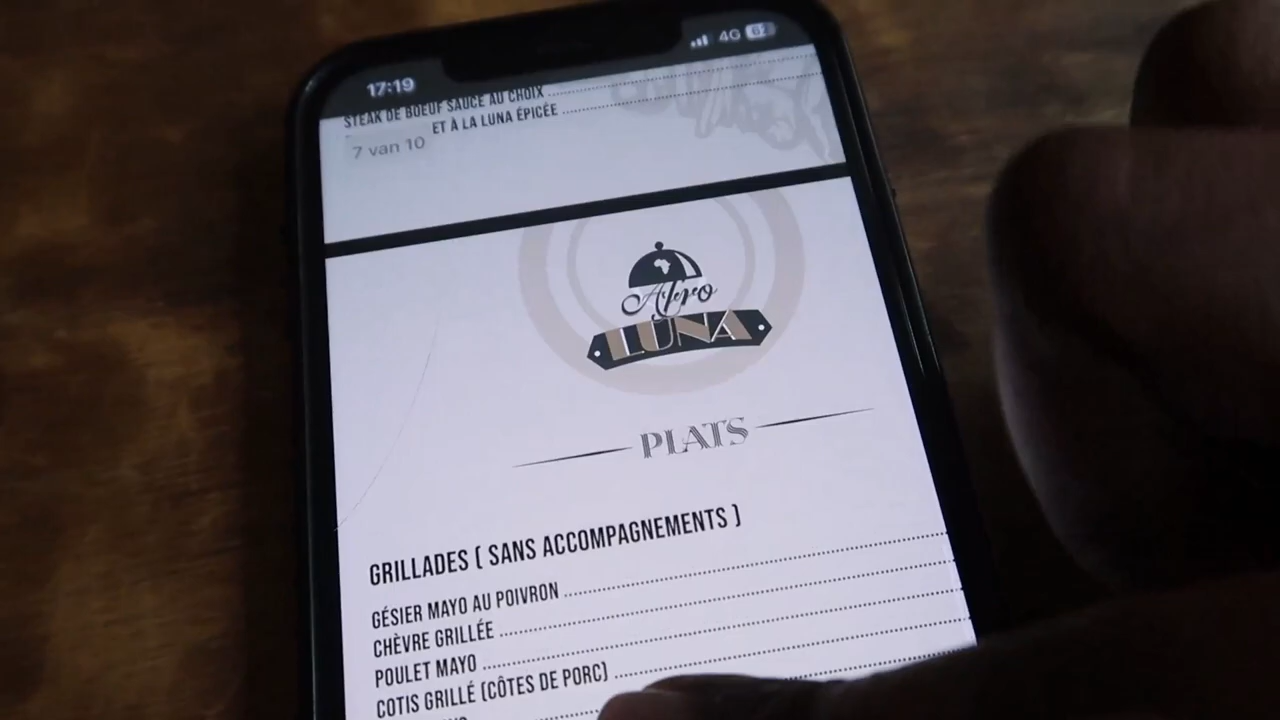 17:19
4G 62
STEAK DE BOEUF SAUCE AU CHOIX
ET À LA LUNA ÉPICÉE
7 van 10
Afro
LUNA
PLATS
GRILLADES ( SANS ACCOMPAGNEMENTS )
GÉSIER MAYO AU POIVRON
CHÈVRE GRILLÉE
POULET MAYO
COTIS GRILLÉ (CÔTES DE PORC)